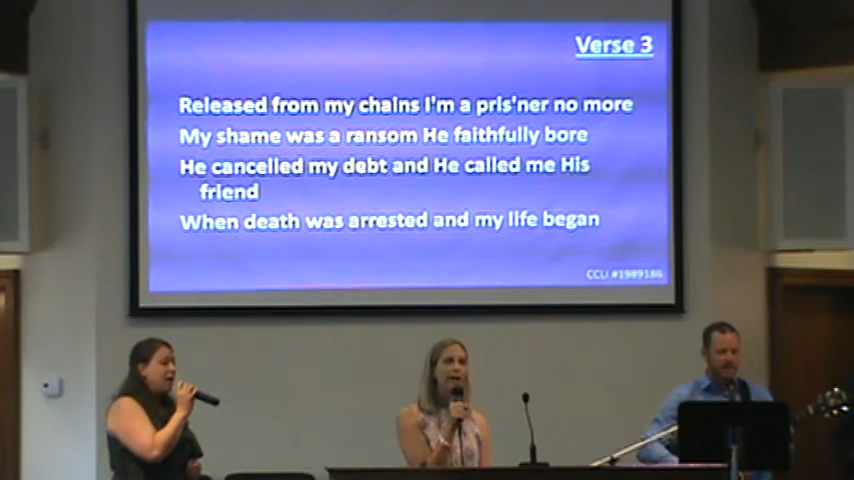 Verse 3
Released from my chains I'm a pris'ner no more
My shame was a ransom He faithfully bore
He cancelled my debt and He called me His
friend
When death was arrested and my life began
CCLI #1989186